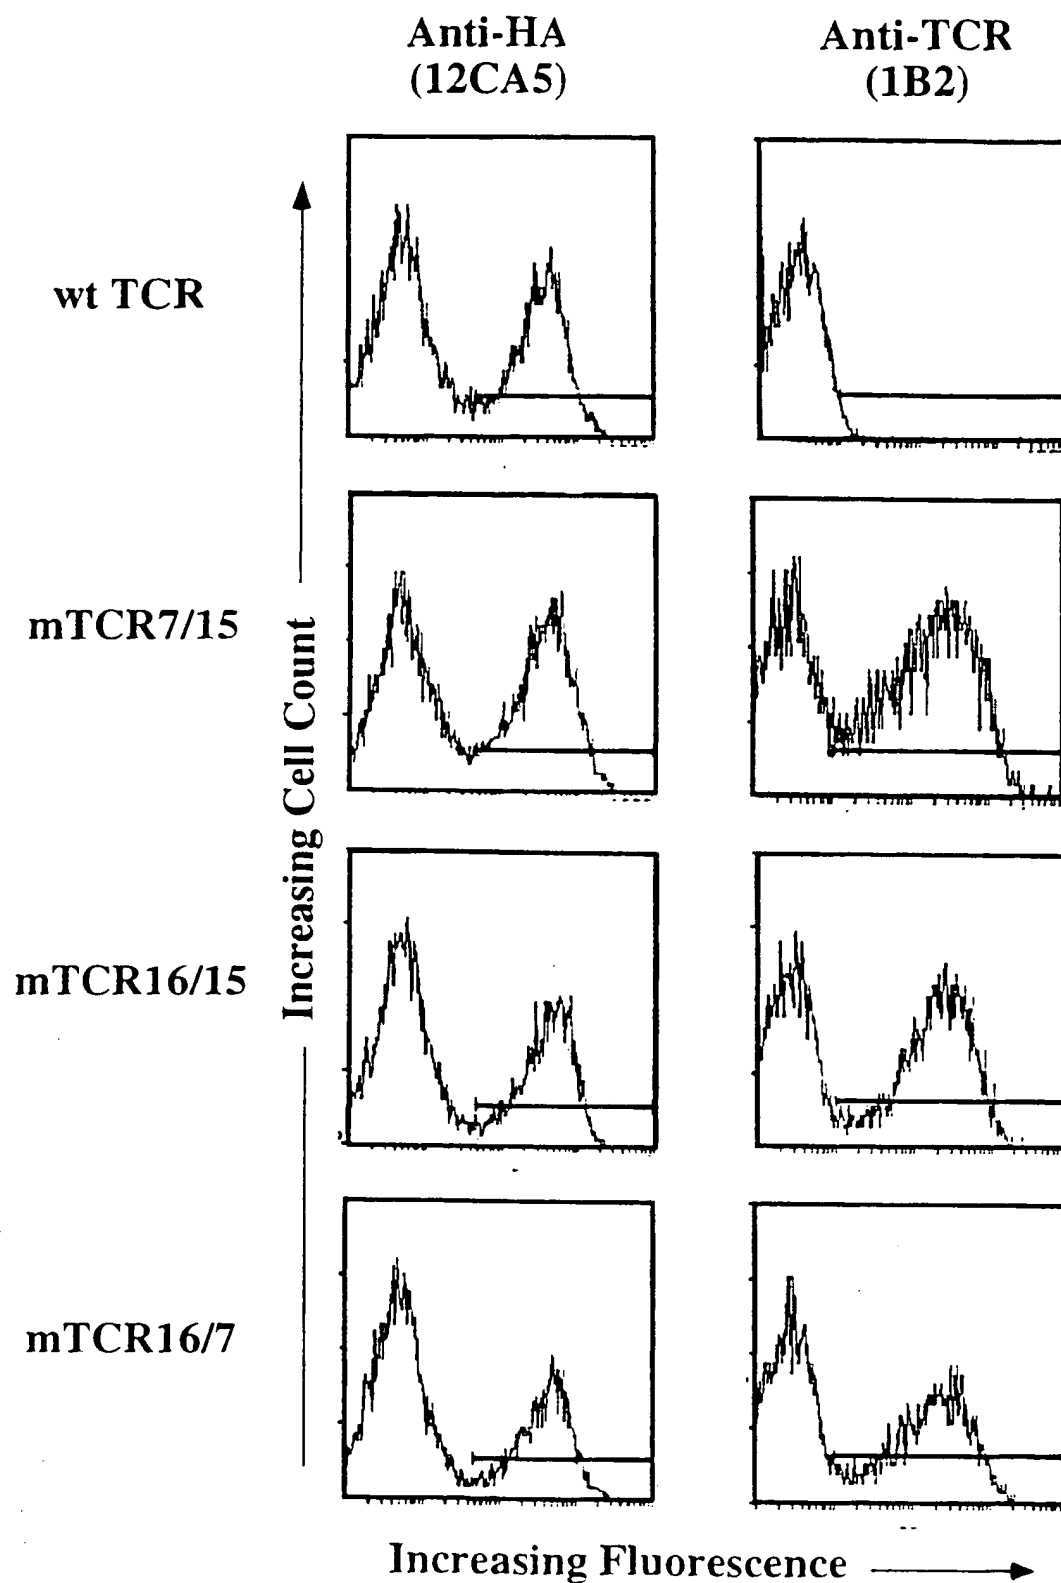 Anti-HA
(12CA5)
Anti-TCR
(1B2)
wt TCR
mTCR7/15
mTCR16/15
mTCR16/7
Increasing Cell Count
Increasing Fluorescence